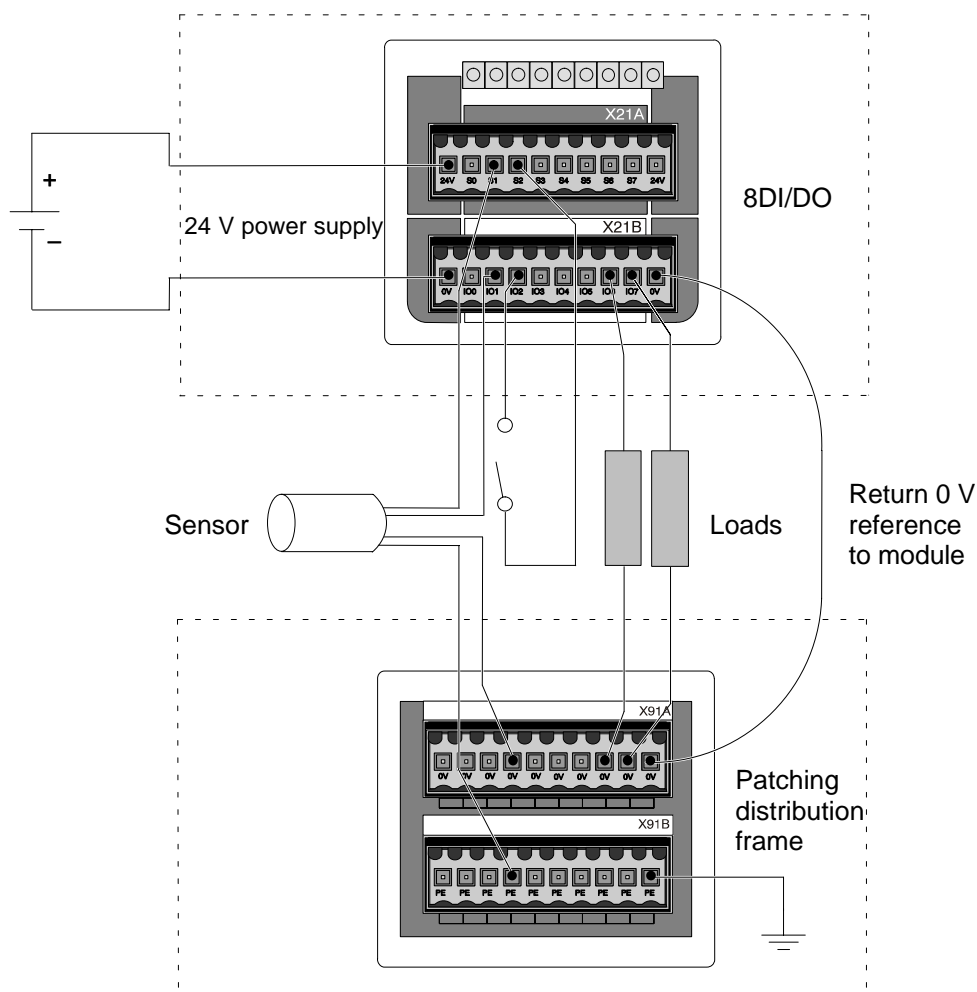 X21A
24V S0 S1 S2 S3 S4 S5 S6 S7 24V
8DI/DO
+
24 V power supply
–
X21B
0V IO0 IO1 IO2 IO3 IO4 IO5 IO6 IO7 0V
Sensor
Loads
Return 0 V
reference
to module
X91A
0V 0V 0V 0V 0V 0V 0V 0V 0V 0V
Patching
distribution
frame
X91B
PE PE PE PE PE PE PE PE PE PE